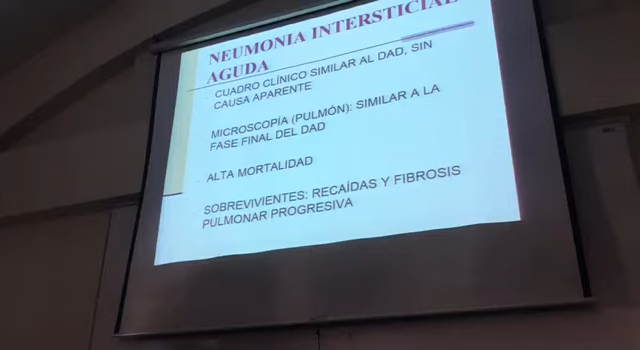 NEUMONIA INTERSTICIAL
AGUDA
CUADRO CLÍNICO SIMILAR AL DAD, SIN
CAUSA APARENTE
MICROSCOPÍA (PULMÓN): SIMILAR A LA
FASE FINAL DEL DAD
ALTA MORTALIDAD
SOBREVIVIENTES: RECAÍDAS Y FIBROSIS
PULMONAR PROGRESIVA